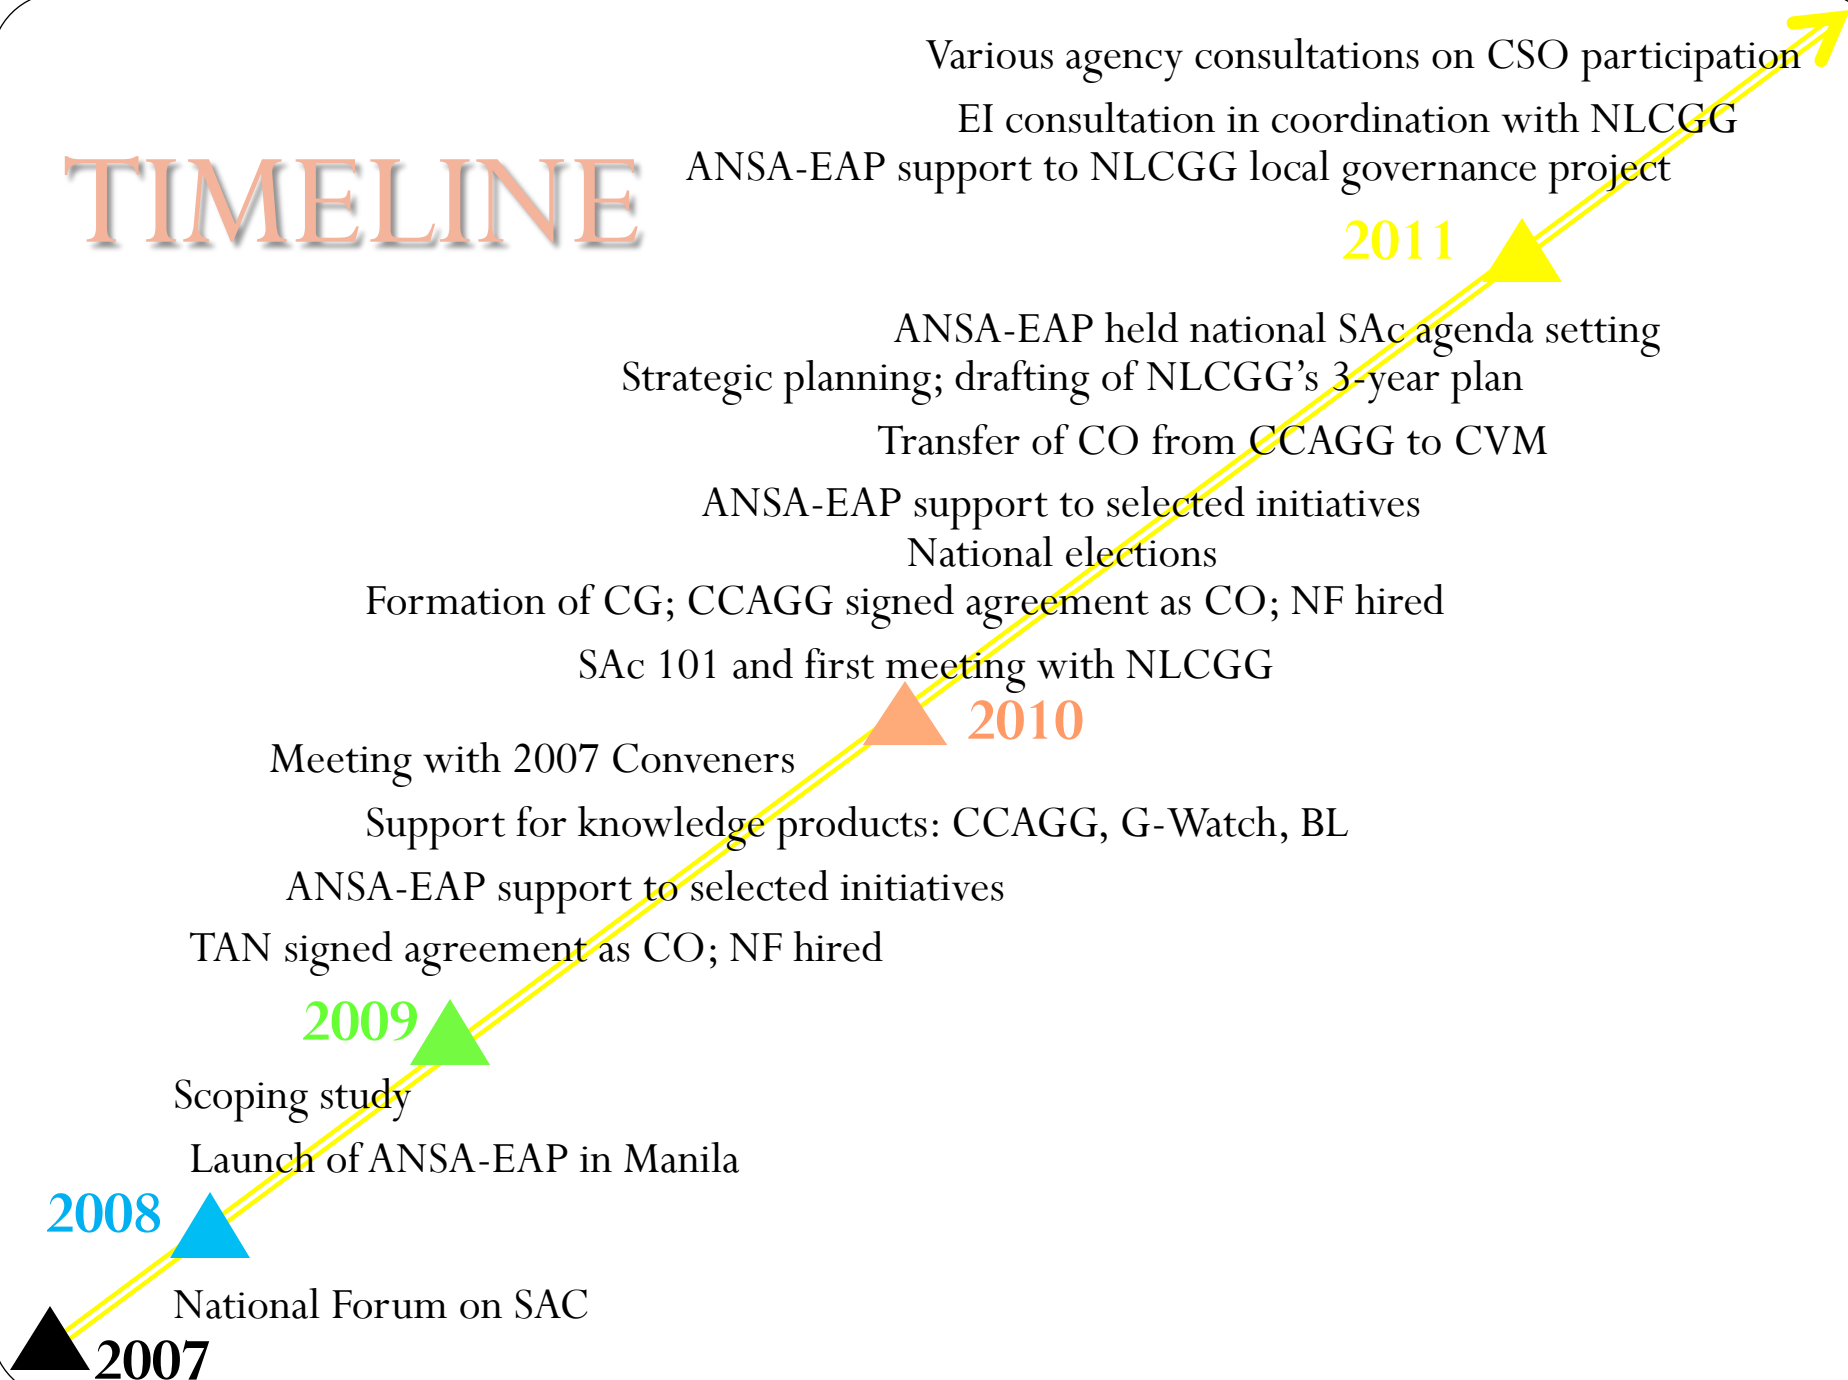 Various agency consultations on CSO participation
EI consultation in coordination with NLCGG
TIMELINE
ANSA-EAP support to NLCGG local governance project
2011
ANSA-EAP held national SAc agenda setting
Strategic planning; drafting of NLCGG’s 3-year plan
Transfer of CO from CCAGG to CVM
ANSA-EAP support to selected initiatives
National elections
Formation of CG; CCAGG signed agreement as CO; NF hired
SAc 101 and first meeting with NLCGG
2010
Meeting with 2007 Conveners
Support for knowledge products: CCAGG, G-Watch, BL
ANSA-EAP support to selected initiatives
TAN signed agreement as CO; NF hired
2009
Scoping study
Launch of ANSA-EAP in Manila
2008
National Forum on SAC
2007